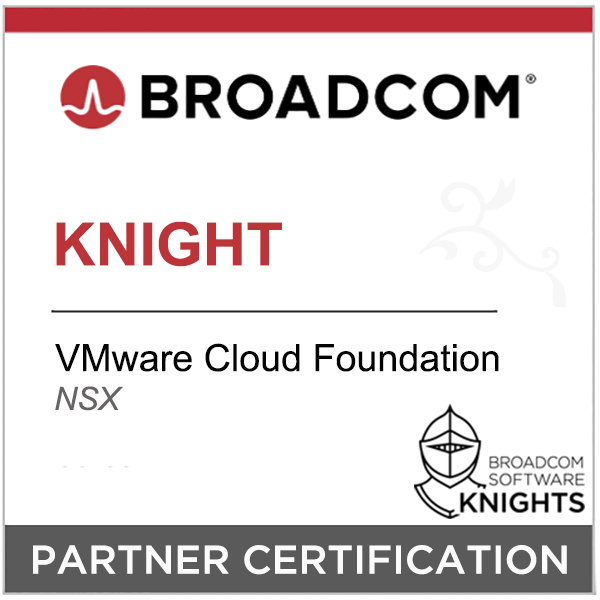 BROADCOM®
KNIGHT
VMware Cloud Foundation
NSX
BROADCOM
SOFTWARE
KNIGHTS
PARTNER CERTIFICATION